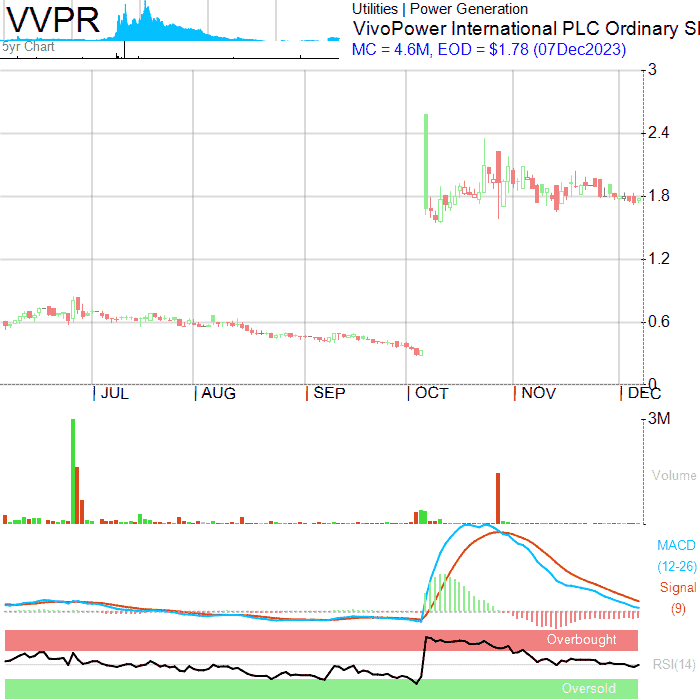 VVPR
5yr Chart
Utilities | Power Generation
VivoPower International PLC Ordinary S
MC = 4.6M, EOD = $1.78 (07Dec2023)
3
2.4
1.8
1.2
0.6
0
JUL AUG SEP OCT NOV DEC
3M
Volume
MACD
(12-26)
Signal
(9)
Overbought
RSI(14)
Oversold